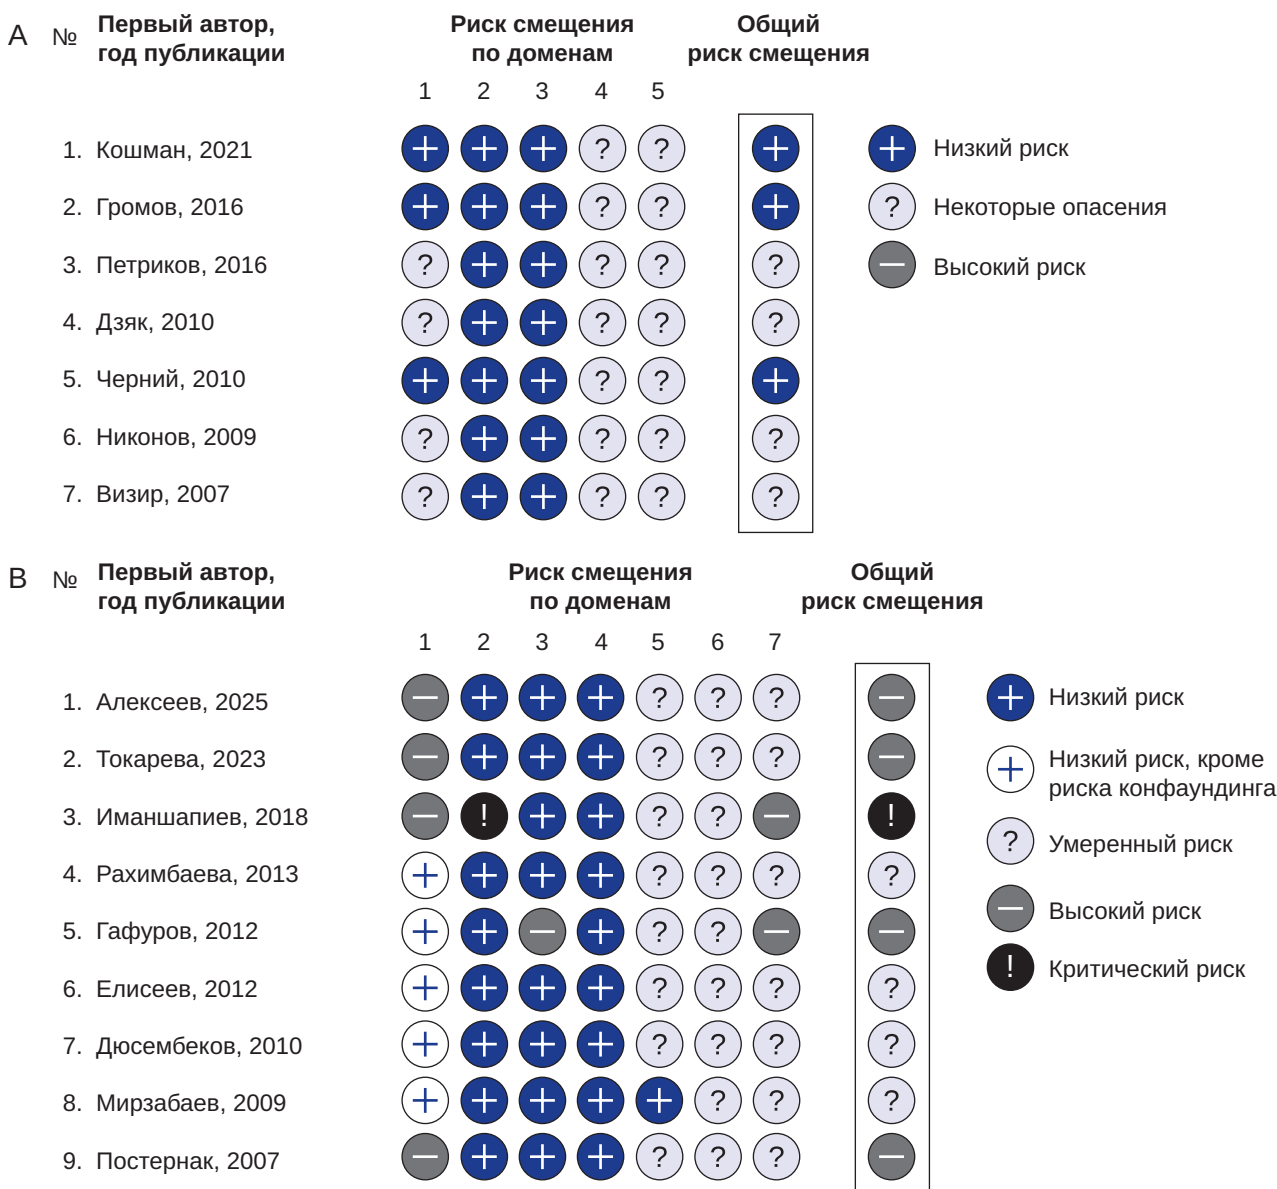 A № Первый автор, год публикации Риск смещения по доменам Общий риск смещения
1 2 3 4 5
1. Кошман, 2021 + + + ? ? +
2. Громов, 2016 + + + ? ? +
3. Петриков, 2016 ? + + ? ? ?
4. Дзяк, 2010 ? + + ? ? ?
5. Черний, 2010 + + + ? ? +
6. Никонов, 2009 ? + + ? ? ?
7. Визир, 2007 ? + + ? ? ?
+ Низкий риск
? Некоторые опасения
− Высокий риск
B № Первый автор, год публикации Риск смещения по доменам Общий риск смещения
1 2 3 4 5 6 7
1. Алексеев, 2025 − + + + ? ? ? −
2. Токарева, 2023 − + + + ? ? ? −
3. Иманшапиев, 2018 − ! + + ? ? − !
4. Рахимбаева, 2013 + + + + ? ? ? ?
5. Гафуров, 2012 + + − + ? ? − −
6. Елисеев, 2012 + + + + ? ? ? ?
7. Дюсембеков, 2010 + + + + ? ? ? ?
8. Мирзабаев, 2009 + + + + + ? ? ?
9. Постернак, 2007 − + + + ? ? ? −
+ Низкий риск
+ Низкий риск, кроме
риска конфаундинга
? Умеренный риск
− Высокий риск
! Критический риск